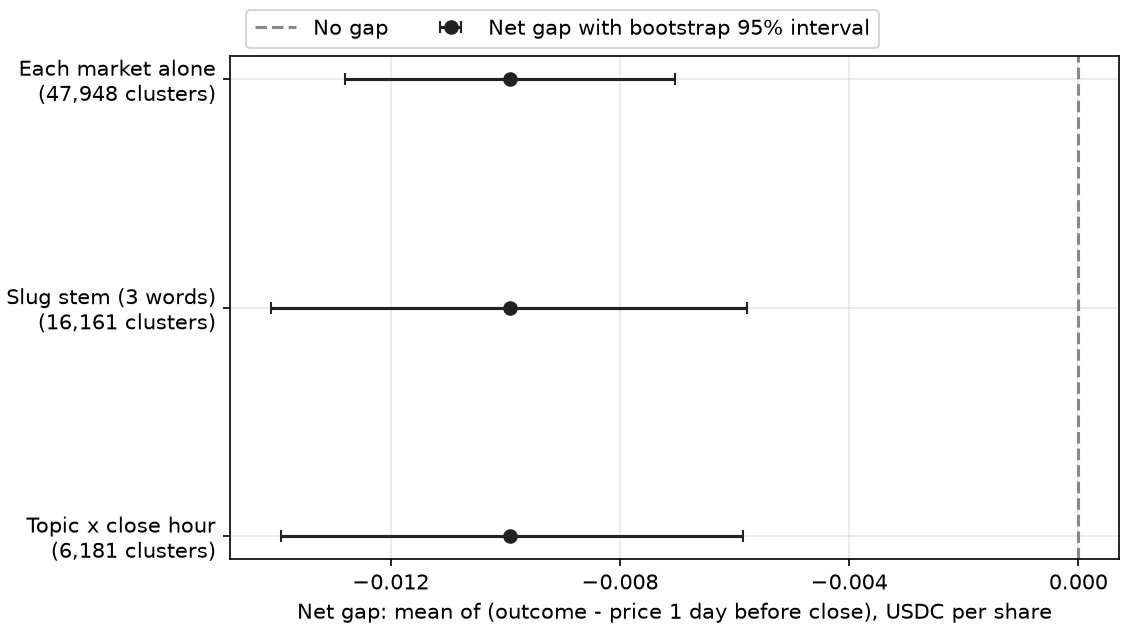 No gap
Net gap with bootstrap 95% interval
Each market alone
(47,948 clusters)
Slug stem (3 words)
(16,161 clusters)
Topic x close hour
(6,181 clusters)
−0.012
−0.008
−0.004
0.000
Net gap: mean of (outcome - price 1 day before close), USDC per share